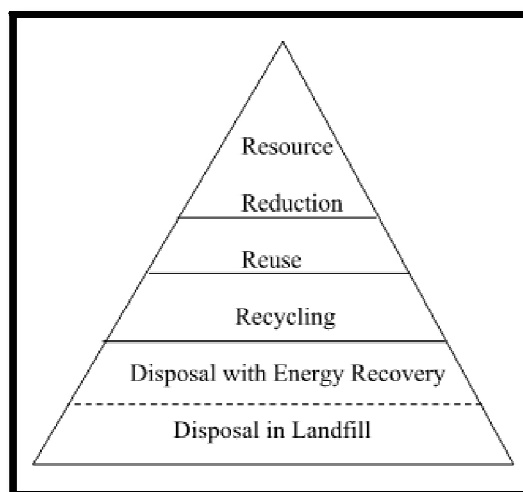 Resource
Reduction
Reuse
Recycling
Disposal with Energy Recovery
Disposal in Landfill